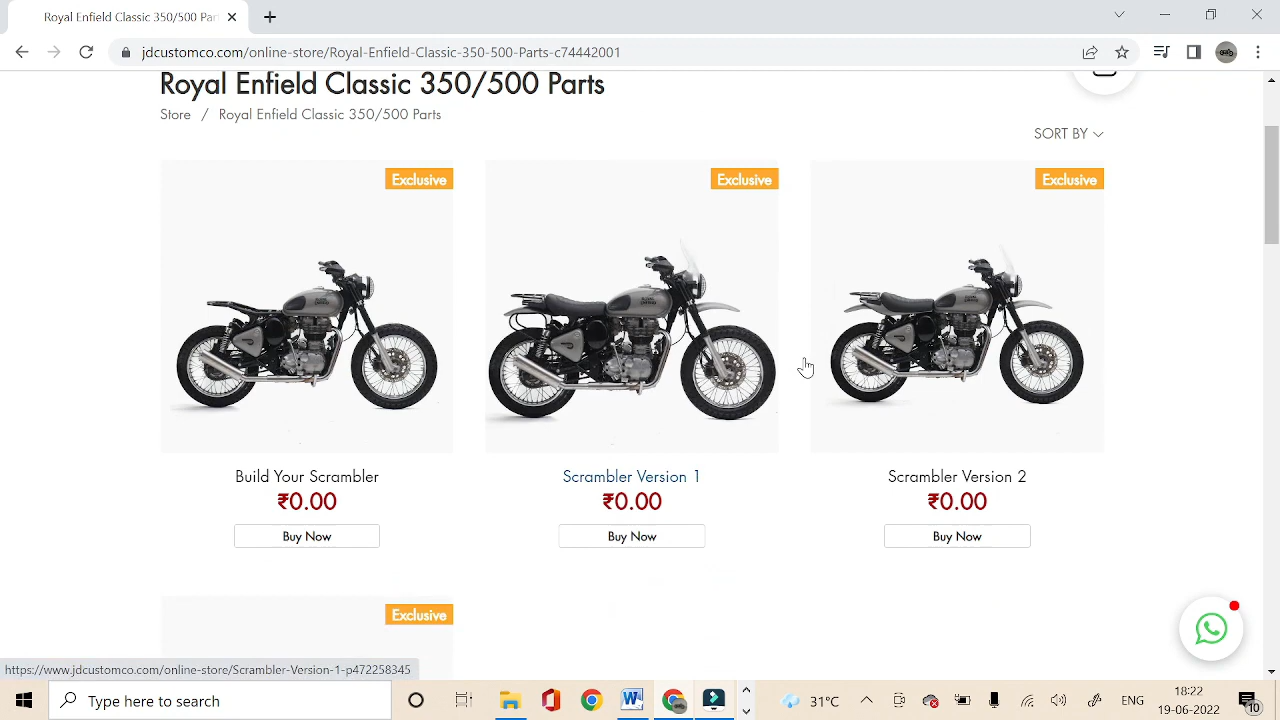 Royal Enfield Classic 350/500 Par
jdcustomco.com/online-store/Royal-Enfield-Classic-350-500-Parts-c74442001
Royal Enfield Classic 350/500 Parts
Store / Royal Enfield Classic 350/500 Parts
SORT BY
Exclusive Exclusive Exclusive
Build Your Scrambler Scrambler Version 1 Scrambler Version 2
₹0.00 ₹0.00 ₹0.00
Buy Now Buy Now Buy Now
Exclusive
https://www.jdcustomco.com/online-store/Scrambler-Version-1-p472258345
Type here to search
31°C
ENG
18:22
19-06-2022
10